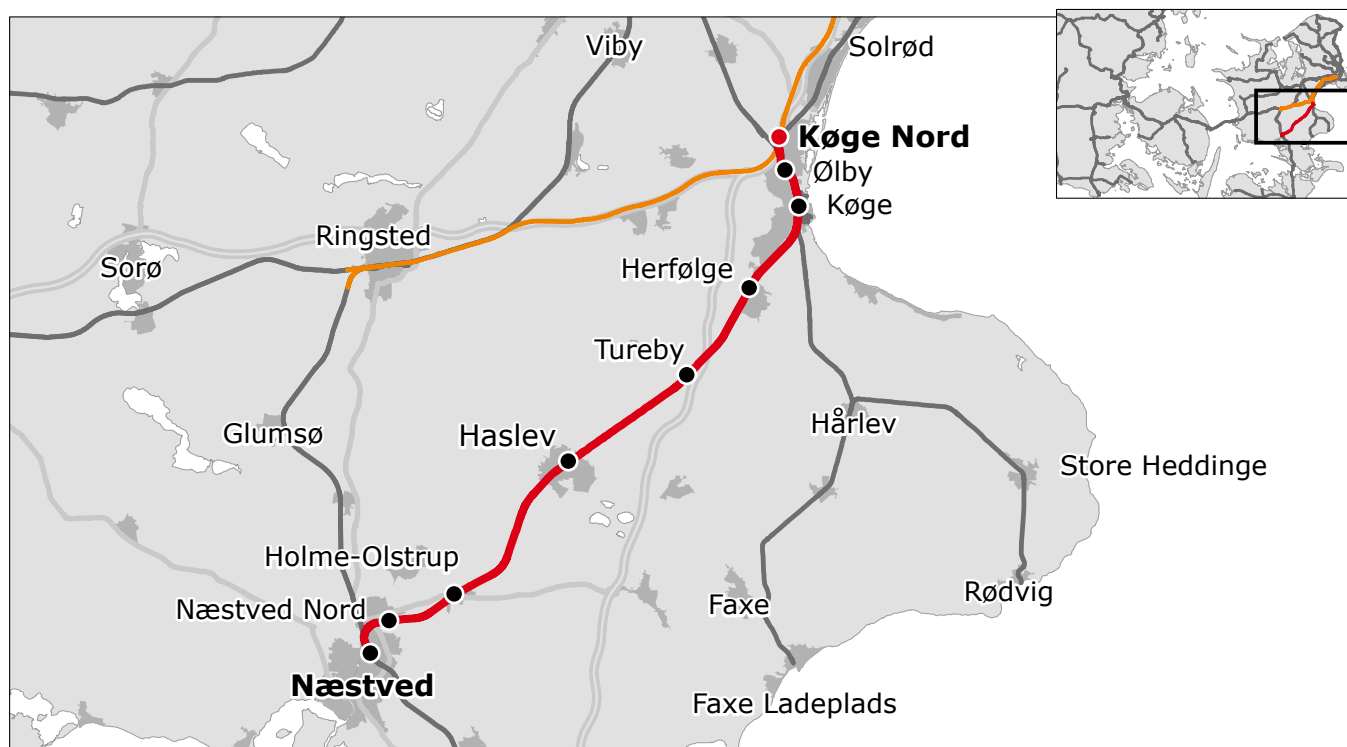 Viby
Solrød
Køge Nord
Ølby
Køge
Ringsted
Sorø
Herfølge
Tureby
Hårlev
Glumsø
Haslev
Store Heddinge
Holme-Olstrup
Næstved Nord
Faxe
Rødvig
Næstved
Faxe Ladeplads